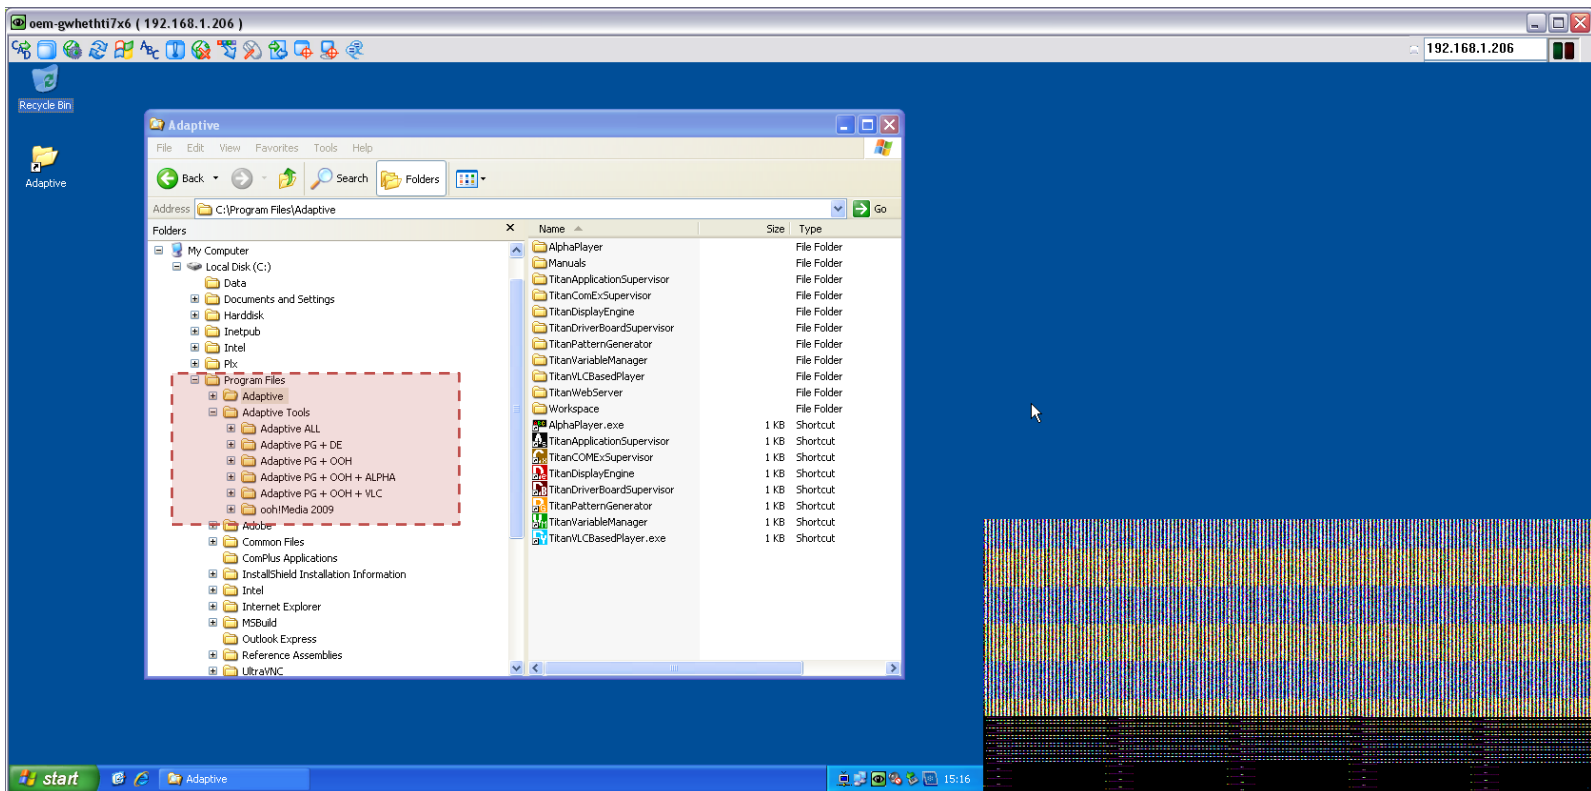 oem-gwhethti7x6 ( 192.168.1.206 )
192.168.1.206
Recycle Bin
Adaptive
Adaptive
File Edit View Favorites Tools Help
Back Search Folders
Address C:\Program Files\Adaptive Go
Folders
My Computer
Local Disk (C:)
Data
Documents and Settings
Harddisk
Inetpub
Intel
Plx
Program Files
Adaptive
Adaptive Tools
Adaptive ALL
Adaptive PG + DE
Adaptive PG + OOH
Adaptive PG + OOH + ALPHA
Adaptive PG + OOH + VLC
ooh!Media 2009
Adobe
Common Files
ComPlus Applications
InstallShield Installation Information
Intel
Internet Explorer
MSBuild
Outlook Express
Reference Assemblies
UltraVNC
Name Size Type
AlphaPlayer File Folder
Manuals File Folder
TitanApplicationSupervisor File Folder
TitanComExSupervisor File Folder
TitanDisplayEngine File Folder
TitanDriverBoardSupervisor File Folder
TitanPatternGenerator File Folder
TitanVariableManager File Folder
TitanVLCBasedPlayer File Folder
TitanWebServer File Folder
Workspace File Folder
AlphaPlayer.exe 1 KB Shortcut
TitanApplicationSupervisor 1 KB Shortcut
TitanCOMExSupervisor 1 KB Shortcut
TitanDisplayEngine 1 KB Shortcut
TitanDriverBoardSupervisor 1 KB Shortcut
TitanPatternGenerator 1 KB Shortcut
TitanVariableManager 1 KB Shortcut
TitanVLCBasedPlayer.exe 1 KB Shortcut
start Adaptive 15:16